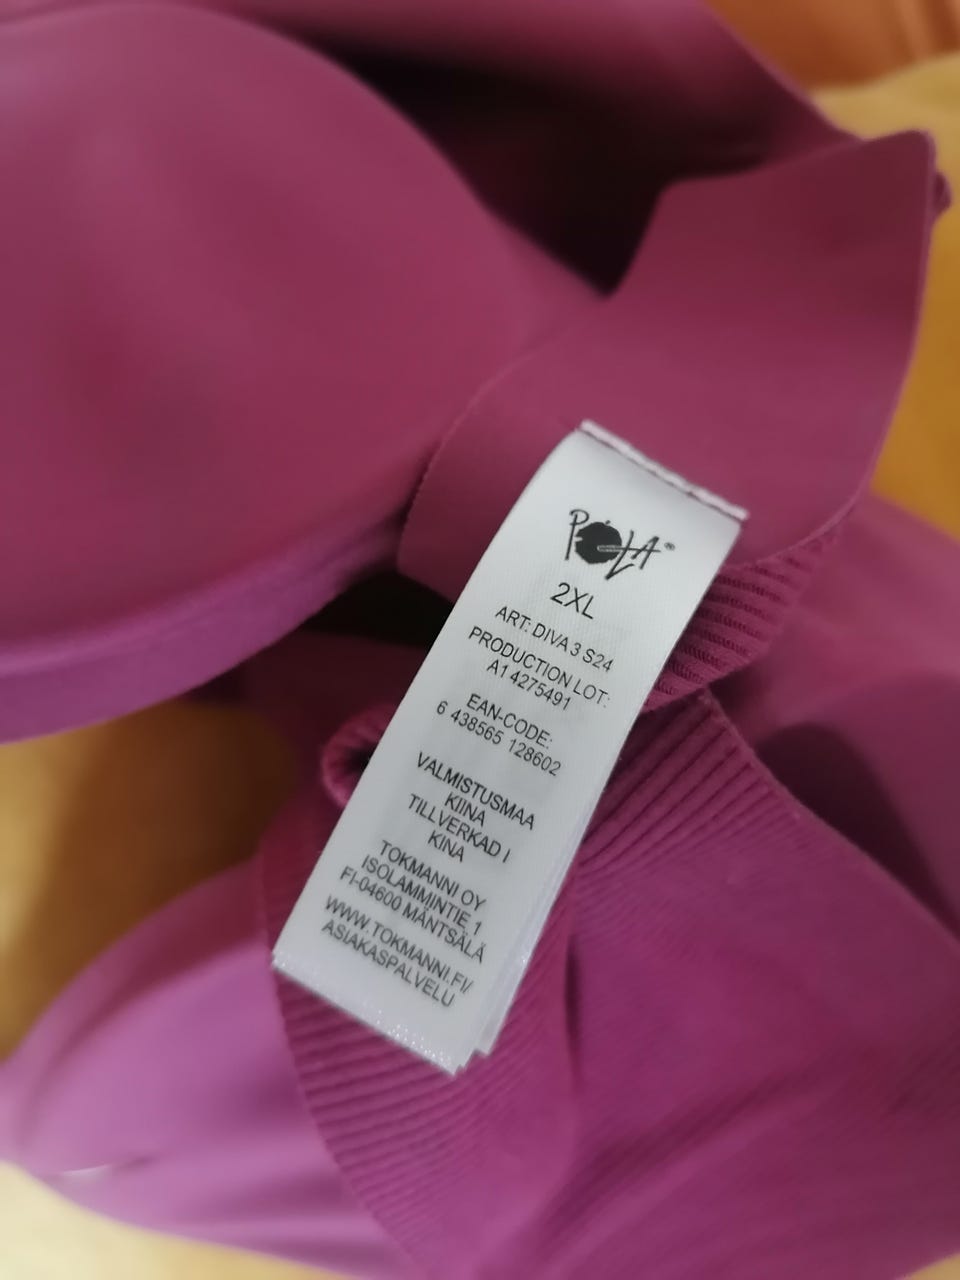 POLA®
2XL
ART: DIVA 3 S24
PRODUCTION LOT:
A1 4275491
EAN-CODE:
6 438565 128602
VALMISTUSMAA
KIINA
TILLVERKAD I
KINA
TOKMANNI OY
ISOLAMMINTIE 1
FI-04600 MÄNTSÄLÄ
WWW.TOKMANNI.FI/
ASIAKASPALVELU